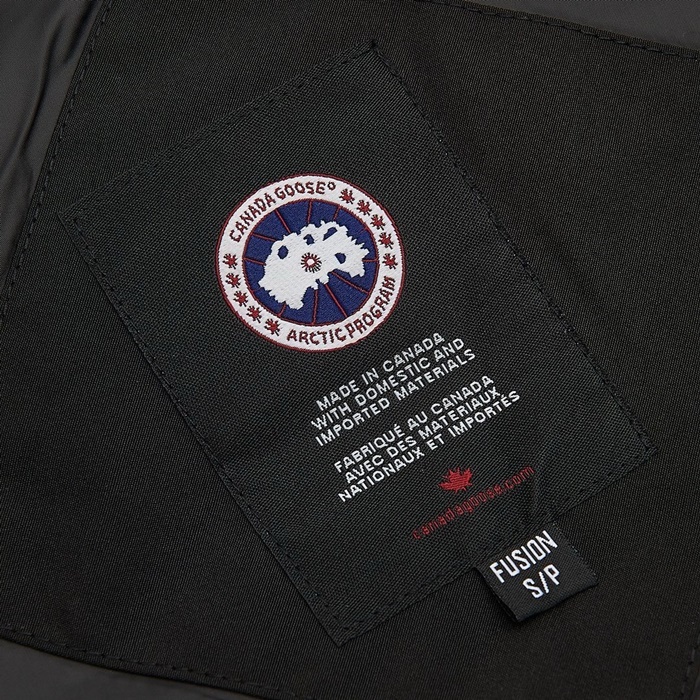 CANADA GOOSE®
ARCTIC PROGRAM
MADE IN CANADA
WITH DOMESTIC AND
IMPORTED MATERIALS
FABRIQUÉ AU CANADA
AVEC DES MATERIAUX
NATIONAUX ET IMPORTÉS
canadagoose.com
FUSION
S/P